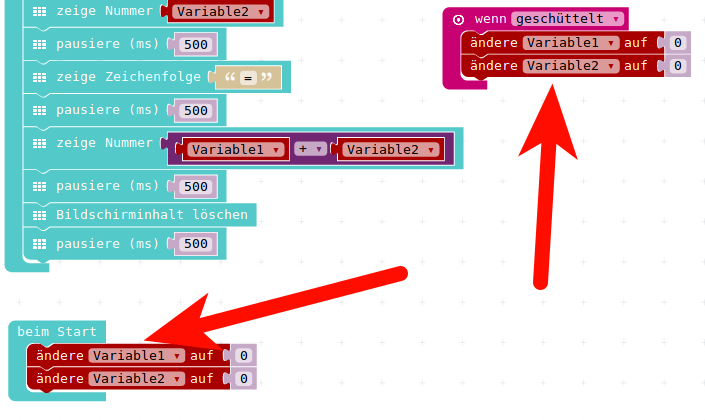 zeige Nummer Variable2
pausiere (ms) 500
zeige Zeichenfolge “ = ”
pausiere (ms) 500
zeige Nummer Variable1 + Variable2
pausiere (ms) 500
Bildschirminhalt löschen
pausiere (ms) 500
wenn geschüttelt
ändere Variable1 auf 0
ändere Variable2 auf 0
beim Start
ändere Variable1 auf 0
ändere Variable2 auf 0